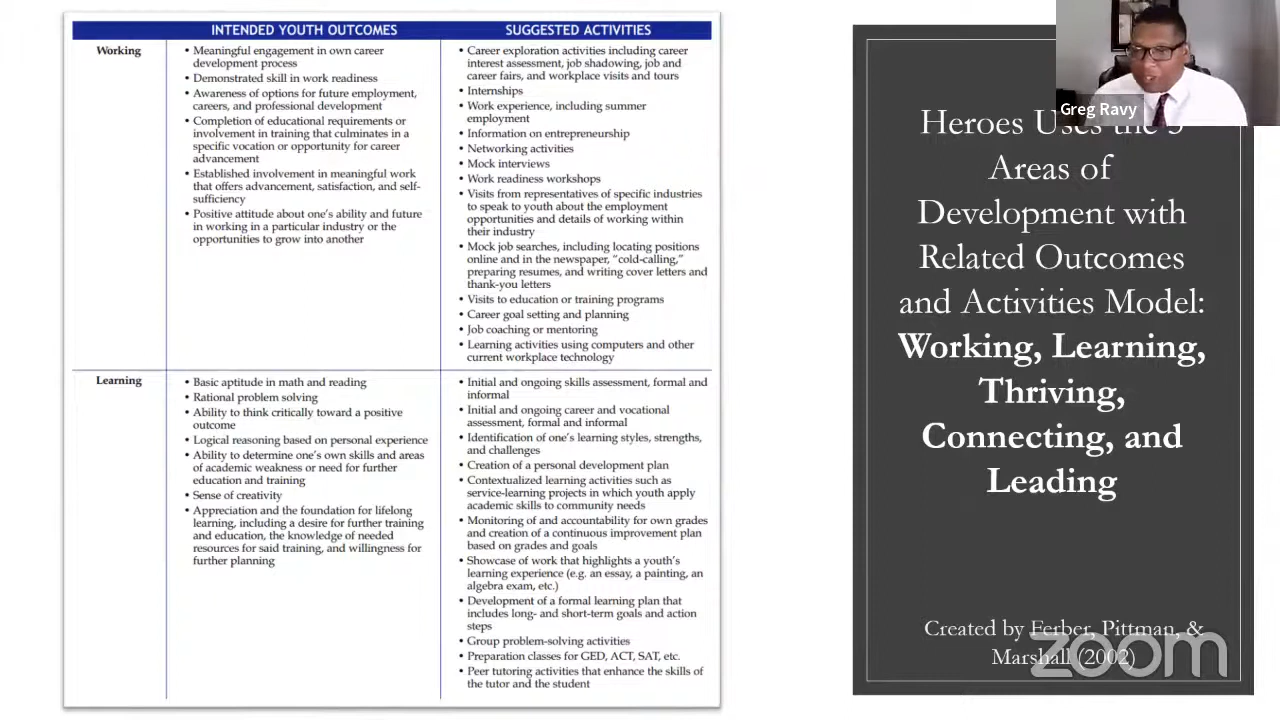 INTENDED YOUTH OUTCOMES
SUGGESTED ACTIVITIES
Working
• Meaningful engagement in own career
development process
• Demonstrated skill in work readiness
• Awareness of options for future employment,
careers, and professional development
• Completion of educational requirements or
involvement in training that culminates in a
specific vocation or opportunity for career
advancement
• Established involvement in meaningful work
that offers advancement, satisfaction, and self-
sufficiency
• Positive attitude about one's ability and future
in working in a particular industry or the
opportunities to grow into another
• Career exploration activities including career
interest assessment, job shadowing, job and
career fairs, and workplace visits and tours
• Internships
• Work experience, including summer
employment
• Information on entrepreneurship
• Networking activities
• Mock interviews
• Work readiness workshops
• Visits from representatives of specific industries
to speak to youth about the employment
opportunities and details of working within
their industry
• Mock job searches, including locating positions
online and in the newspaper, "cold-calling,"
preparing resumes, and writing cover letters and
thank-you letters
• Visits to education or training programs
• Career goal setting and planning
• Job coaching or mentoring
• Learning activities using computers and other
current workplace technology
Learning
• Basic aptitude in math and reading
• Rational problem solving
• Ability to think critically toward a positive
outcome
• Logical reasoning based on personal experience
• Ability to determine one's own skills and areas
of academic weakness or need for further
education and training
• Sense of creativity
• Appreciation and the foundation for lifelong
learning, including a desire for further training
and education, the knowledge of needed
resources for said training, and willingness for
further planning
• Initial and ongoing skills assessment, formal and
informal
• Initial and ongoing career and vocational
assessment, formal and informal
• Identification of one's learning styles, strengths,
and challenges
• Creation of a personal development plan
• Contextualized learning activities such as
service-learning projects in which youth apply
academic skills to community needs
• Monitoring of and accountability for own grades
and creation of a continuous improvement plan
based on grades and goals
• Showcase of work that highlights a youth's
learning experience (e.g. an essay, a painting, an
algebra exam, etc.)
• Development of a formal learning plan that
includes long- and short-term goals and action
steps
• Group problem-solving activities
• Preparation classes for GED, ACT, SAT, etc.
• Peer tutoring activities that enhance the skills of
the tutor and the student
Greg Ravy
Heroes Uses the 5
Areas of
Development with
Related Outcomes
and Activities Model:
Working, Learning,
Thriving,
Connecting, and
Leading
Created by Ferber, Pittman, &
Marshall (2002)
zoom